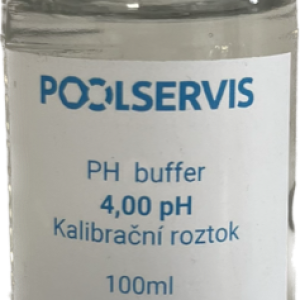 POOLSERVIS
PH buffer
4,00 pH
Kalibrační roztok
100ml